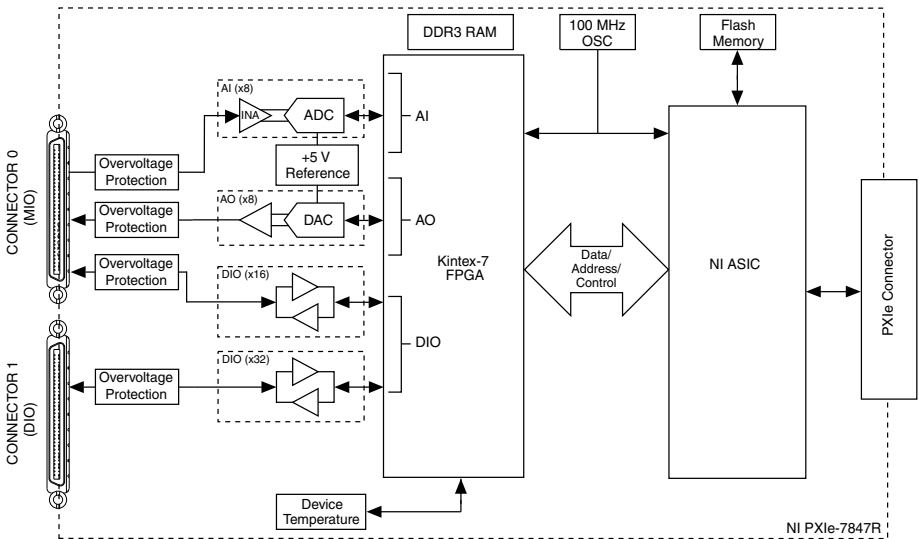 DDR3 RAM
100 MHz
OSC
Flash
Memory
AI (x8)
INA
ADC
AI
+5 V
Reference
CONNECTOR 0
(MIO)
Overvoltage
Protection
Overvoltage
Protection
AO (x8)
DAC
AO
Kintex-7
FPGA
Data/
Address/
Control
NI ASIC
PXIe Connector
Overvoltage
Protection
DIO (x16)
DIO
CONNECTOR 1
(DIO)
Overvoltage
Protection
DIO (x32)
Device
Temperature
NI PXIe-7847R